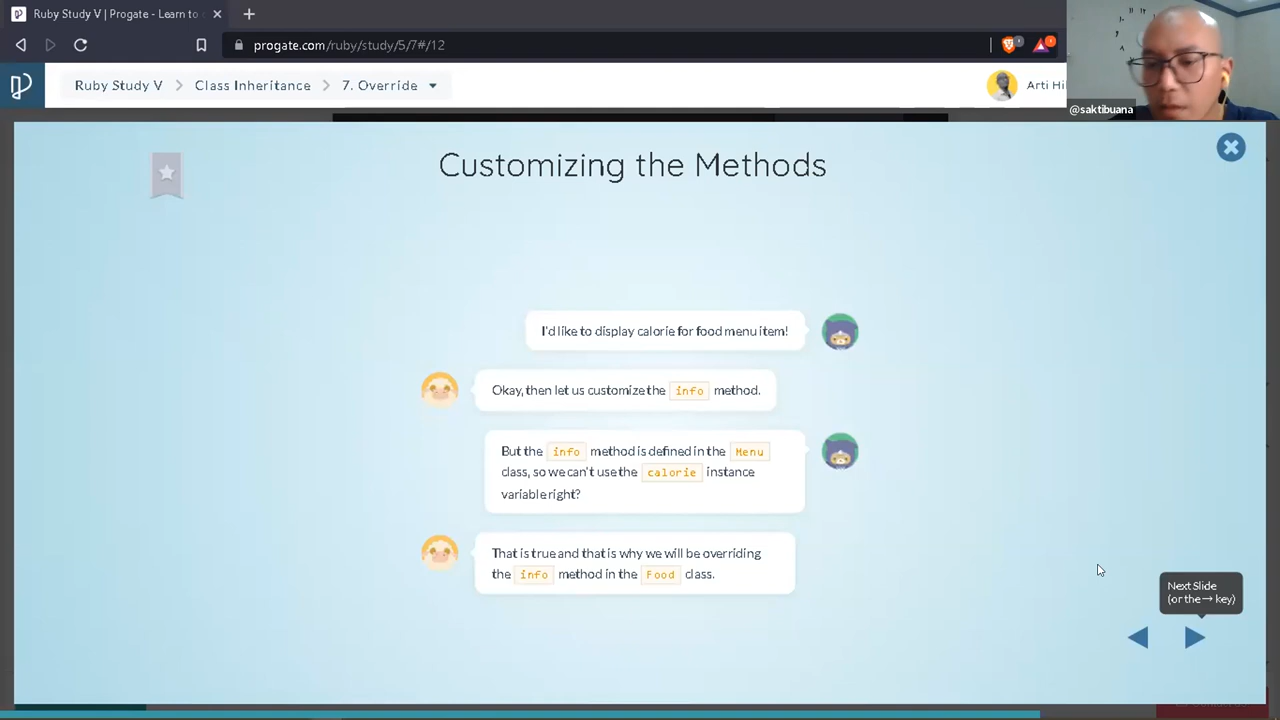 Ruby Study V | Progate - Learn to
progate.com/ruby/study/5/7#/12
Ruby Study V
Class Inheritance
7. Override
Arti Hi
@saktibuana
Customizing the Methods
I'd like to display calorie for food menu item!
Okay, then let us customize the info method.
But the info method is defined in the Menu
class, so we can't use the calorie instance
variable right?
That is true and that is why we will be overriding
the info method in the Food class.
Next Slide
(or the → key)